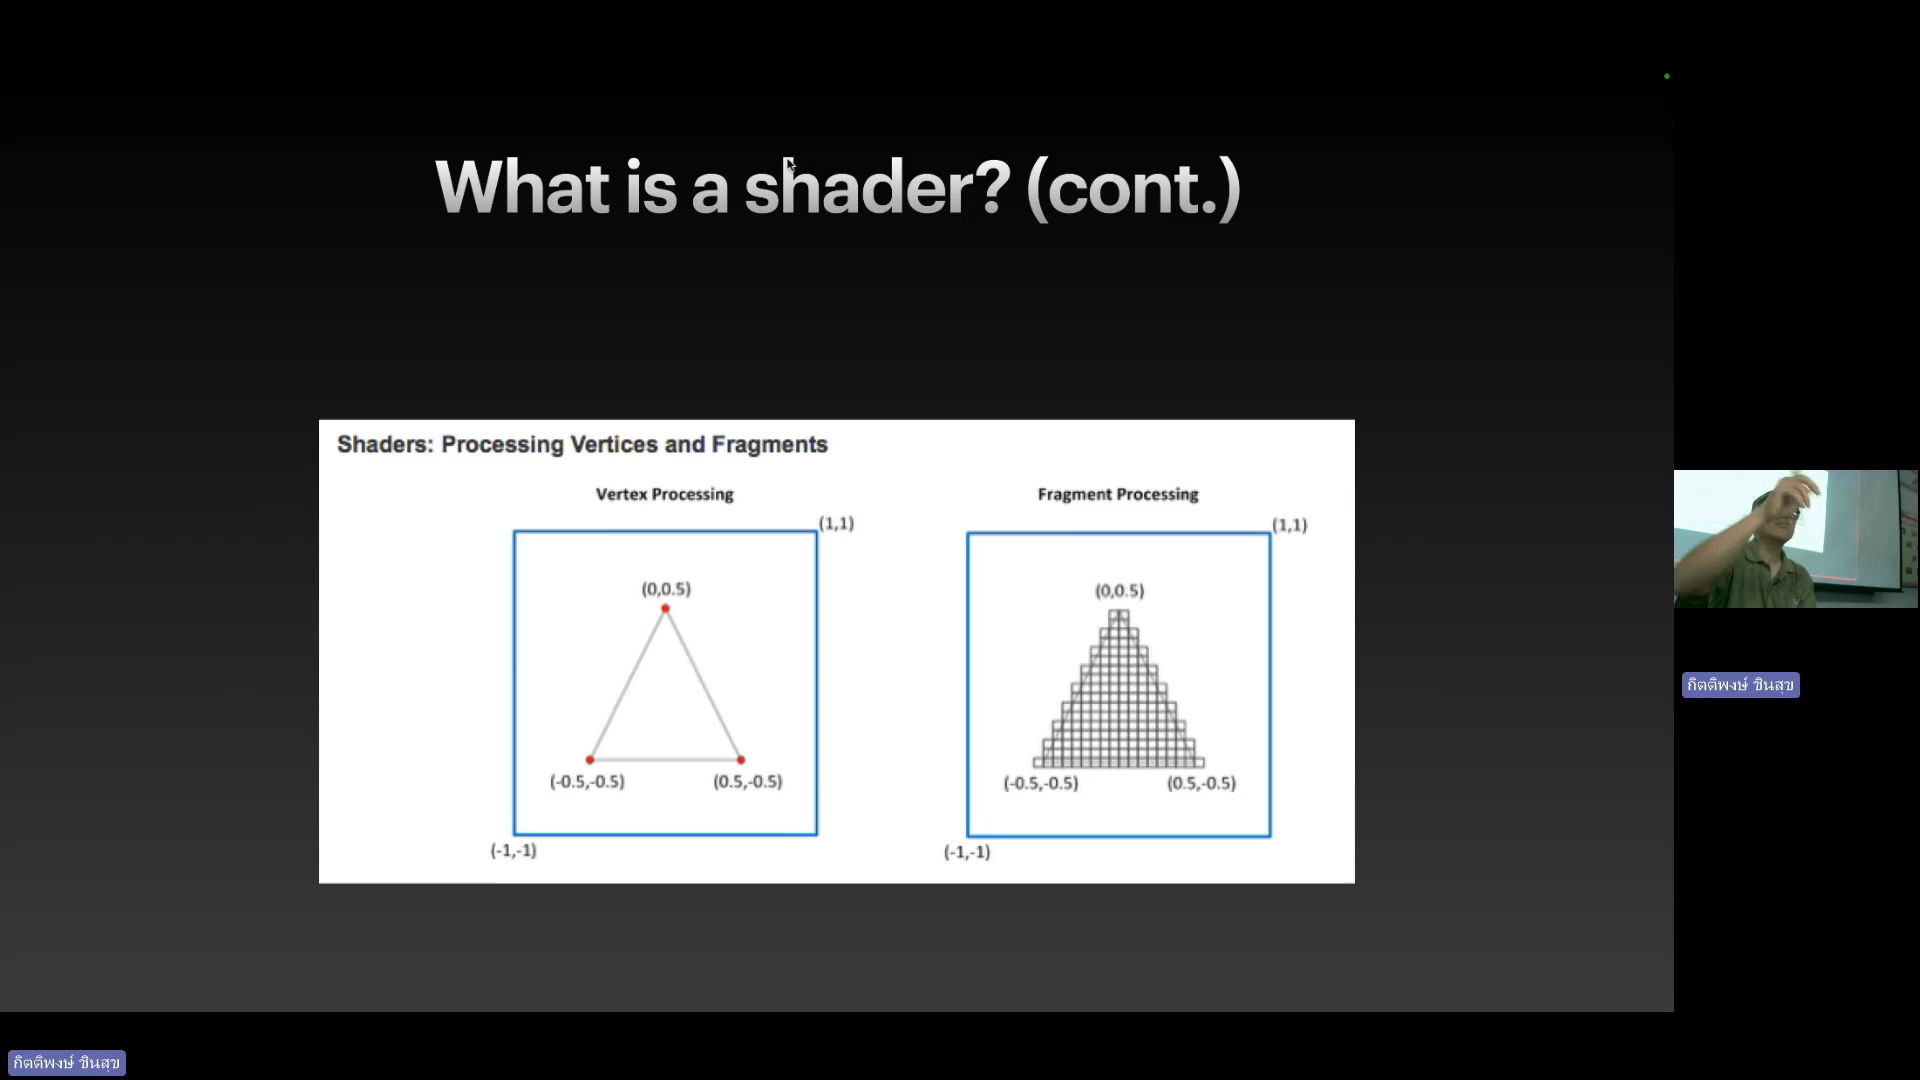 What is a shader? (cont.)
Shaders: Processing Vertices and Fragments
Vertex Processing
(1,1)
(0,0.5)
(-0.5,-0.5)
(0.5,-0.5)
(-1,-1)
Fragment Processing
(1,1)
(0,0.5)
(-0.5,-0.5)
(0.5,-0.5)
(-1,-1)
กิตติพงษ์ ชินสุข
กิตติพงษ์ ชินสุข